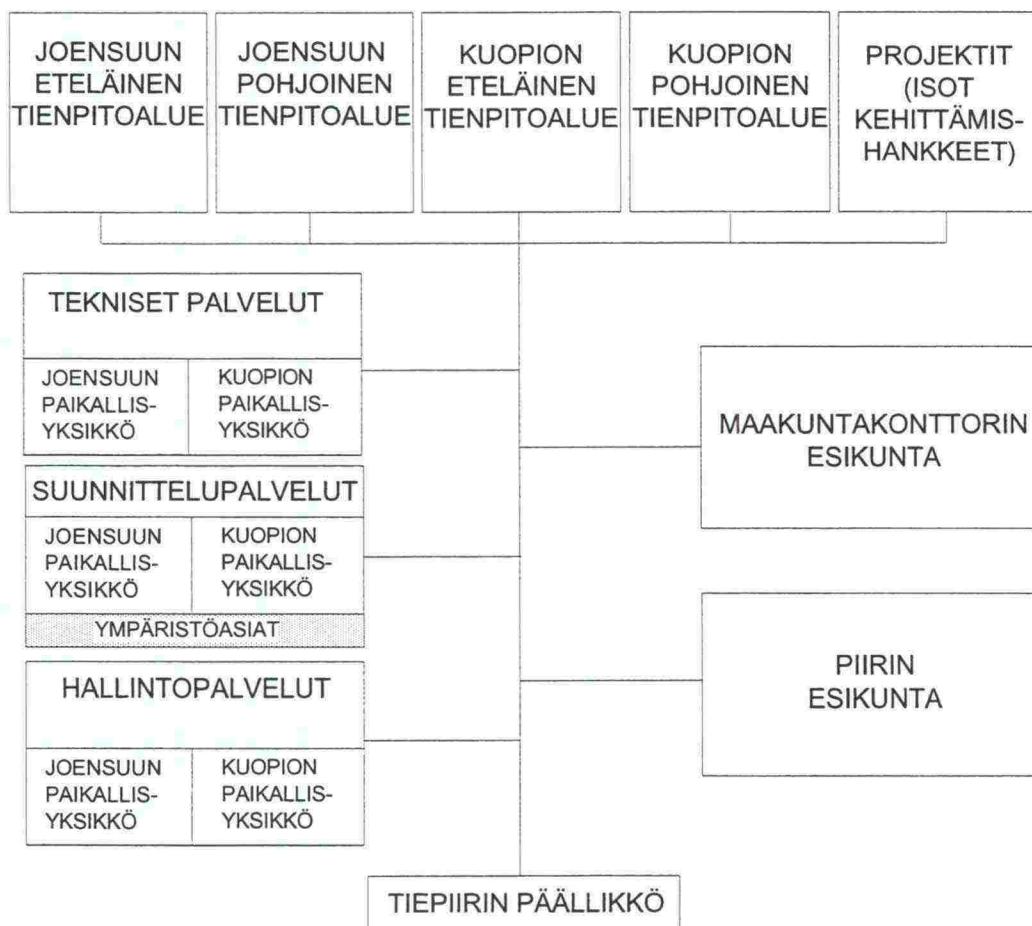 JOENSUUN
ETELÄINEN
TIENPITOALUE
JOENSUUN
POHJOINEN
TIENPITOALUE
KUOPION
ETELÄINEN
TIENPITOALUE
KUOPION
POHJOINEN
TIENPITOALUE
PROJEKTIT
(ISOT
KEHITTÄMIS-
HANKKEET)
TEKNISET PALVELUT
JOENSUUN
PAIKALLIS-
YKSIKKÖ
KUOPION
PAIKALLIS-
YKSIKKÖ
SUUNNITTELUPALVELUT
JOENSUUN
PAIKALLIS-
YKSIKKÖ
KUOPION
PAIKALLIS-
YKSIKKÖ
YMPÄRISTÖASIAT
HALLINTOPALVELUT
JOENSUUN
PAIKALLIS-
YKSIKKÖ
KUOPION
PAIKALLIS-
YKSIKKÖ
MAAKUNTAKONTTORIN
ESIKUNTA
PIIRIN
ESIKUNTA
TIEPIIRIN PÄÄLLIKKÖ